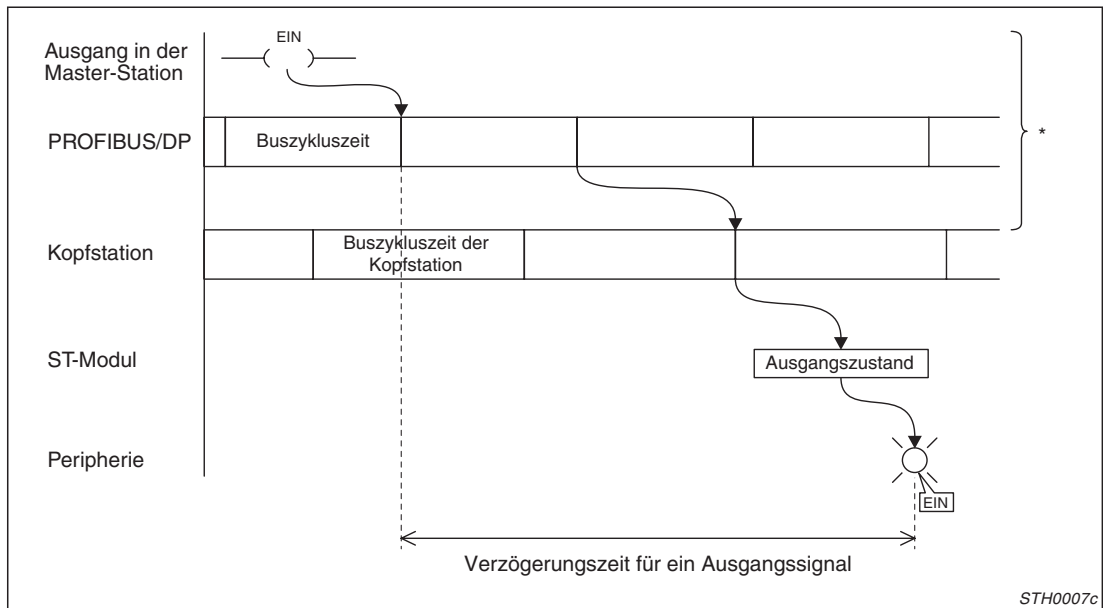 Ausgang in der
Master-Station
EIN
PROFIBUS/DP
Buszykluszeit
*
Kopfstation
Buszykluszeit der
Kopfstation
ST-Modul
Ausgangszustand
Peripherie
EIN
Verzögerungszeit für ein Ausgangssignal
STH0007c